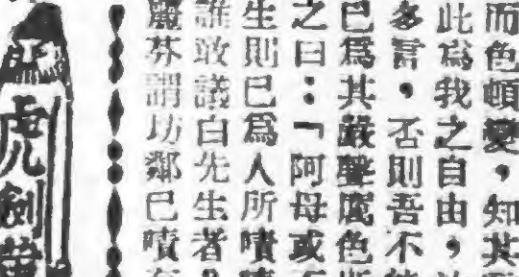 而色頓變，知其
此為我之自由，
多言，否則吾不
已為其嚴聲厲色
之曰：「阿母或
生則已為人所嘖
誰敢議白先生者
麗芬謂坊鄰已嘖
虎劍